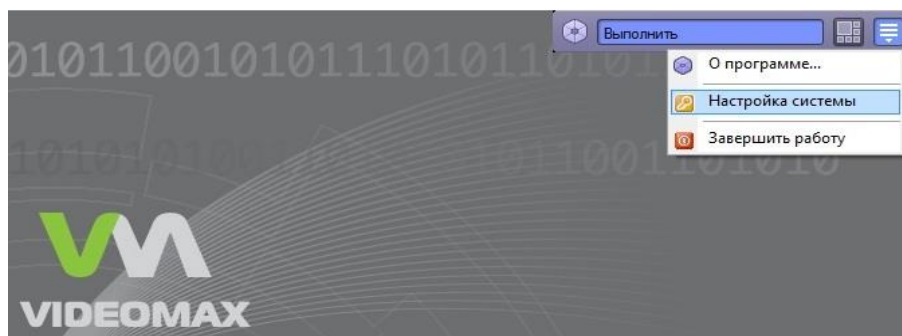 Выполнить
О программе...
Настройка системы
Завершить работу
VIDEOMAX